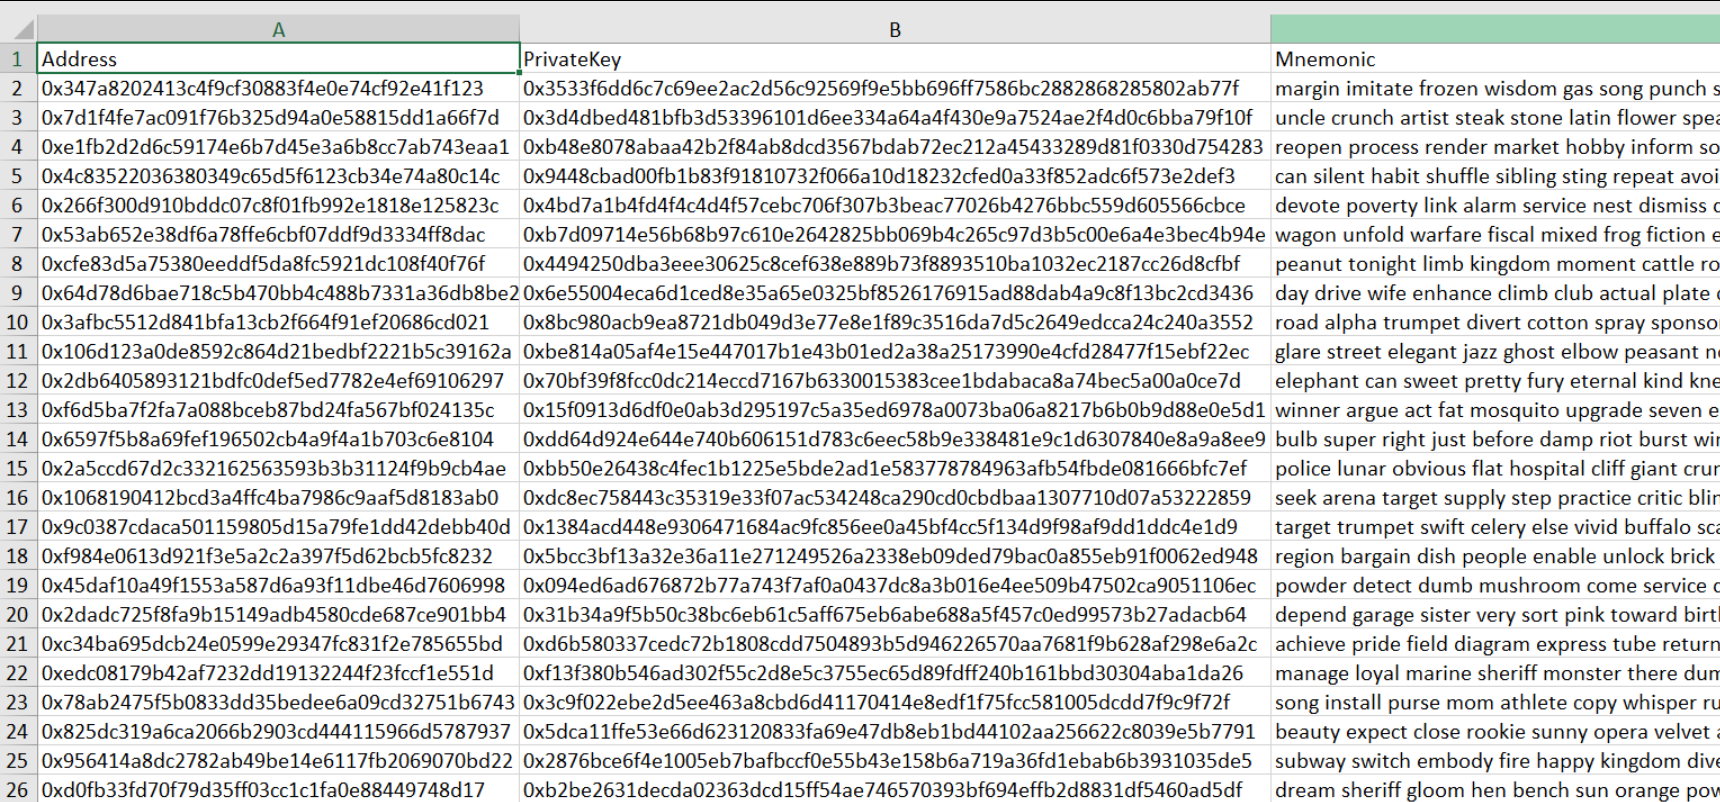 A B
1 Address PrivateKey Mnemonic
2 0x347a8202413c4f9cf30883f4e0e74cf92e41f123 0x3533f6dd6c7c69ee2ac2d56c92569f9e5bb696ff7586bc2882868285802ab77f margin imitate frozen wisdom gas song punch s
3 0x7d1f4fe7ac091f76b325d94a0e58815dd1a66f7d 0x3d4dbed481bfb3d53396101d6ee334a64a4f430e9a7524ae2f4d0c6bba79f10f uncle crunch artist steak stone latin flower spea
4 0xe1fb2d2d6c59174e6b7d45e3a6b8cc7ab743eaa1 0xb48e8078abaa42b2f84ab8dcd3567bdab72ec212a45433289d81f0330d754283 reopen process render market hobby inform so
5 0x4c83522036380349c65d5f6123cb34e74a80c14c 0x9448cbad00fb1b83f91810732f066a10d18232cfed0a33f852adc6f573e2def3 can silent habit shuffle sibling sting repeat avoi
6 0x266f300d910bddc07c8f01fb992e1818e125823c 0x4bd7a1b4fd4f4c4d4f57cebc706f307b3beac77026b4276bbc559d605566cbce devote poverty link alarm service nest dismiss
7 0x53ab652e38df6a78ffe6cbf07ddf9d3334ff8dac 0xb7d09714e56b68b97c610e2642825bb069b4c265c97d3b5c00e6a4e3bec4b94e wagon unfold warfare fiscal mixed frog fiction e
8 0xcfe83d5a75380eeddf5da8fc5921dc108f40f76f 0x4494250dba3eee30625c8cef638e889b73f8893510ba1032ec2187cc26d8cfbf peanut tonight limb kingdom moment cattle ro
9 0x64d78d6bae718c5b470bb4c488b7331a36db8be2 0x6e55004eca6d1ced8e35a65e0325bf8526176915ad88dab4a9c8f13bc2cd3436 day drive wife enhance climb club actual plate
10 0x3afbc5512d841bfa13cb2f664f91ef20686cd021 0x8bc980acb9ea8721db049d3e77e8e1f89c3516da7d5c2649edcca24c240a3552 road alpha trumpet divert cotton spray sponso
11 0x106d123a0de8592c864d21bedbf2221b5c39162a 0xbe814a05af4e15e447017b1e43b01ed2a38a25173990e4cfd28477f15ebf22ec glare street elegant jazz ghost elbow peasant n
12 0x2db6405893121bdfc0def5ed7782e4ef69106297 0x70bf39f8fcc0dc214eccd7167b6330015383cee1bdabaca8a74bec5a00a0ce7d elephant can sweet pretty fury eternal kind kne
13 0xf6d5ba7f2fa7a088bceb87bd24fa567bf024135c 0x15f0913d6df0e0ab3d295197c5a35ed6978a0073ba06a8217b6b0b9d88e0e5d1 winner argue act fat mosquito upgrade seven e
14 0x6597f5b8a69fef196502cb4a9f4a1b703c6e8104 0xdd64d924e644e740b606151d783c6eec58b9e338481e9c1d6307840e8a9a8ee9 bulb super right just before damp riot burst wi
15 0x2a5ccd67d2c332162563593b3b31124f9b9cb4ae 0xbb50e26438c4fec1b1225e5bde2ad1e583778784963afb54fbde081666bfc7ef police lunar obvious flat hospital cliff giant crun
16 0x1068190412bcd3a4ffc4ba7986c9aaf5d8183ab0 0xdc8ec758443c35319e33f07ac534248ca290cd0cbdbaa1307710d07a53222859 seek arena target supply step practice critic blin
17 0x9c0387cdaca501159805d15a79fe1dd42debb40d 0x1384acd448e9306471684ac9fc856ee0a45bf4cc5f134d9f98af9dd1ddc4e1d9 target trumpet swift celery else vivid buffalo sca
18 0xf984e0613d921f3e5a2c2a397f5d62bcb5fc8232 0x5bcc3bf13a32e36a11e271249526a2338eb09ded79bac0a855eb91f0062ed948 region bargain dish people enable unlock brick
19 0x45daf10a49f1553a587d6a93f11dbe46d7606998 0x094ed6ad676872b77a743f7af0a0437dc8a3b016e4ee509b47502ca9051106ec powder detect dumb mushroom come service
20 0x2dadc725f8fa9b15149adb4580cde687ce901bb4 0x31b34a9f5b50c38bc6eb61c5aff675eb6abe688a5f457c0ed99573b27adacb64 depend garage sister very sort pink toward birt
21 0xc34ba695dcb24e0599e29347fc831f2e785655bd 0xd6b580337cedc72b1808cdd7504893b5d946226570aa7681f9b628af298e6a2c achieve pride field diagram express tube return
22 0xedc08179b42af7232dd19132244f23fccf1e551d 0xf13f380b546ad302f55c2d8e5c3755ec65d89fdff240b161bbd30304aba1da26 manage loyal marine sheriff monster there dum
23 0x78ab2475f5b0833dd35bedee6a09cd32751b6743 0x3c9f022ebe2d5ee463a8cbd6d41170414e8edf1f75fcc581005dcdd7f9c9f72f song install purse mom athlete copy whisper ru
24 0x825dc319a6ca2066b2903cd444115966d5787937 0x5dca11ffe53e66d623120833fa69e47db8eb1bd44102aa256622c8039e5b7791 beauty expect close rookie sunny opera velvet a
25 0x956414a8dc2782ab49be14e6117fb2069070bd22 0x2876bce6f4e1005eb7bafbccf0e55b43e158b6a719a36fd1ebab6b3931035de5 subway switch embody fire happy kingdom dive
26 0xd0fb33fd70f79d35ff03cc1c1fa0e88449748d17 0xb2be2631decda02363dcd15ff54ae746570393bf694effb2d8831df5460ad5df dream sheriff gloom hen bench sun orange pow